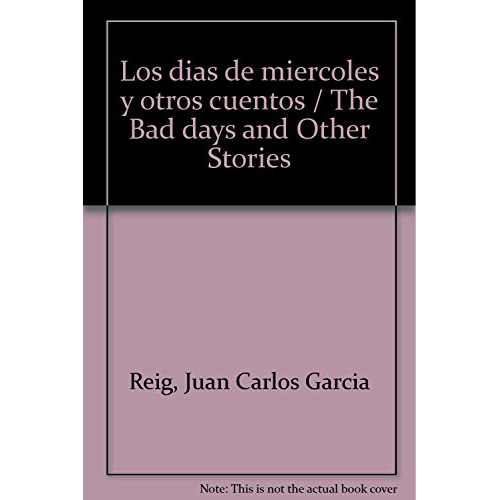 Los dias de miercoles
y otros cuentos / The
Bad days and Other
Stories
Reig, Juan Carlos Garcia
Note: This is not the actual book cover